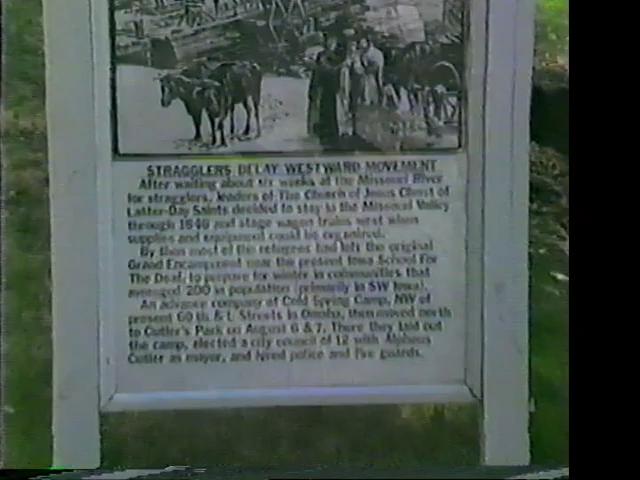 STRAGGLERS DELAY WESTWARD MOVEMENT
After waiting about six weeks at the Missouri River
for stragglers, leaders of The Church of Jesus Christ of
Latter-Day Saints decided to stay in the Missouri Valley
through 1846 and stage wagon trains west when
supplies and equipment could be organized.
By then most of the refugees had left the original
Grand Encampment near the present Iowa School For
The Deaf, to prepare for winter in communities that
averaged 200 in population (primarily in SW Iowa).
An advance company at Cold Spring Camp, NW of
present 60 th. & L Streets in Omaha, then moved north
to Cutler's Park on August 6 & 7. There they laid out
the camp, elected a city council of 12 with Alpheus
Cutler as mayor, and hired police and fire guards.